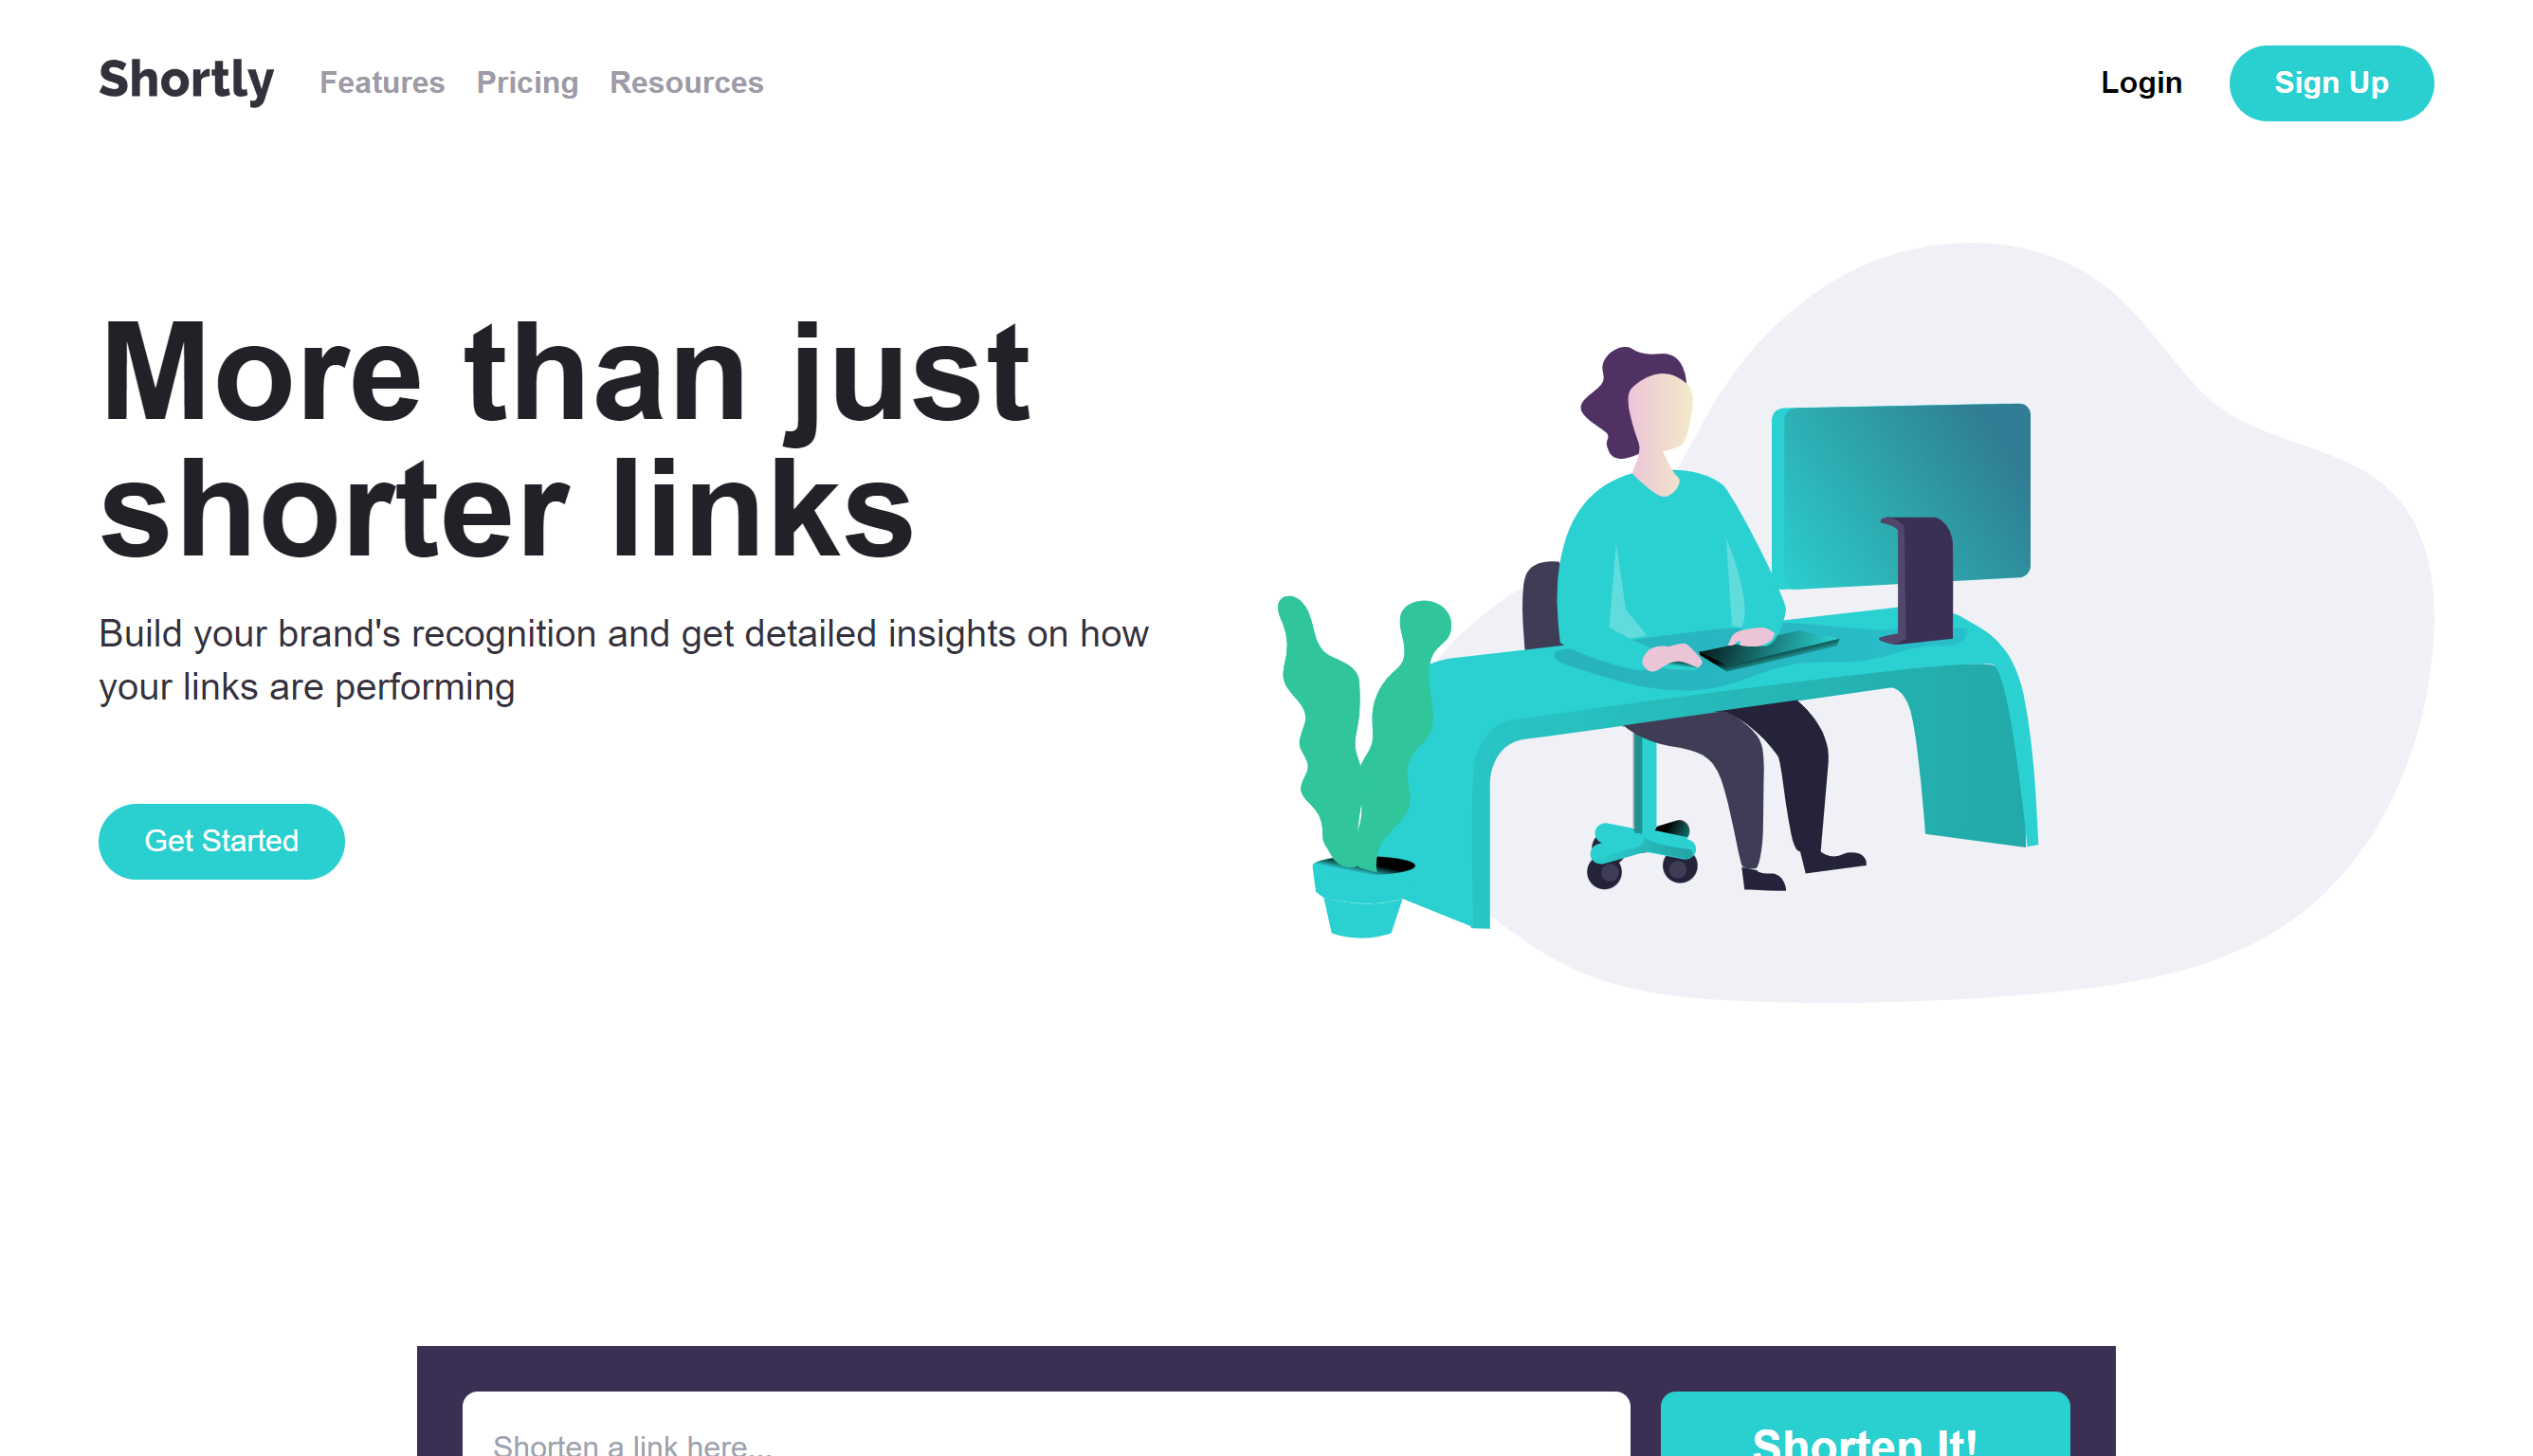 Shortly Features Pricing Resources Login Sign Up
More than just
shorter links
Build your brand's recognition and get detailed insights on how
your links are performing
Get Started
Shorten a link here...
Shorten It!